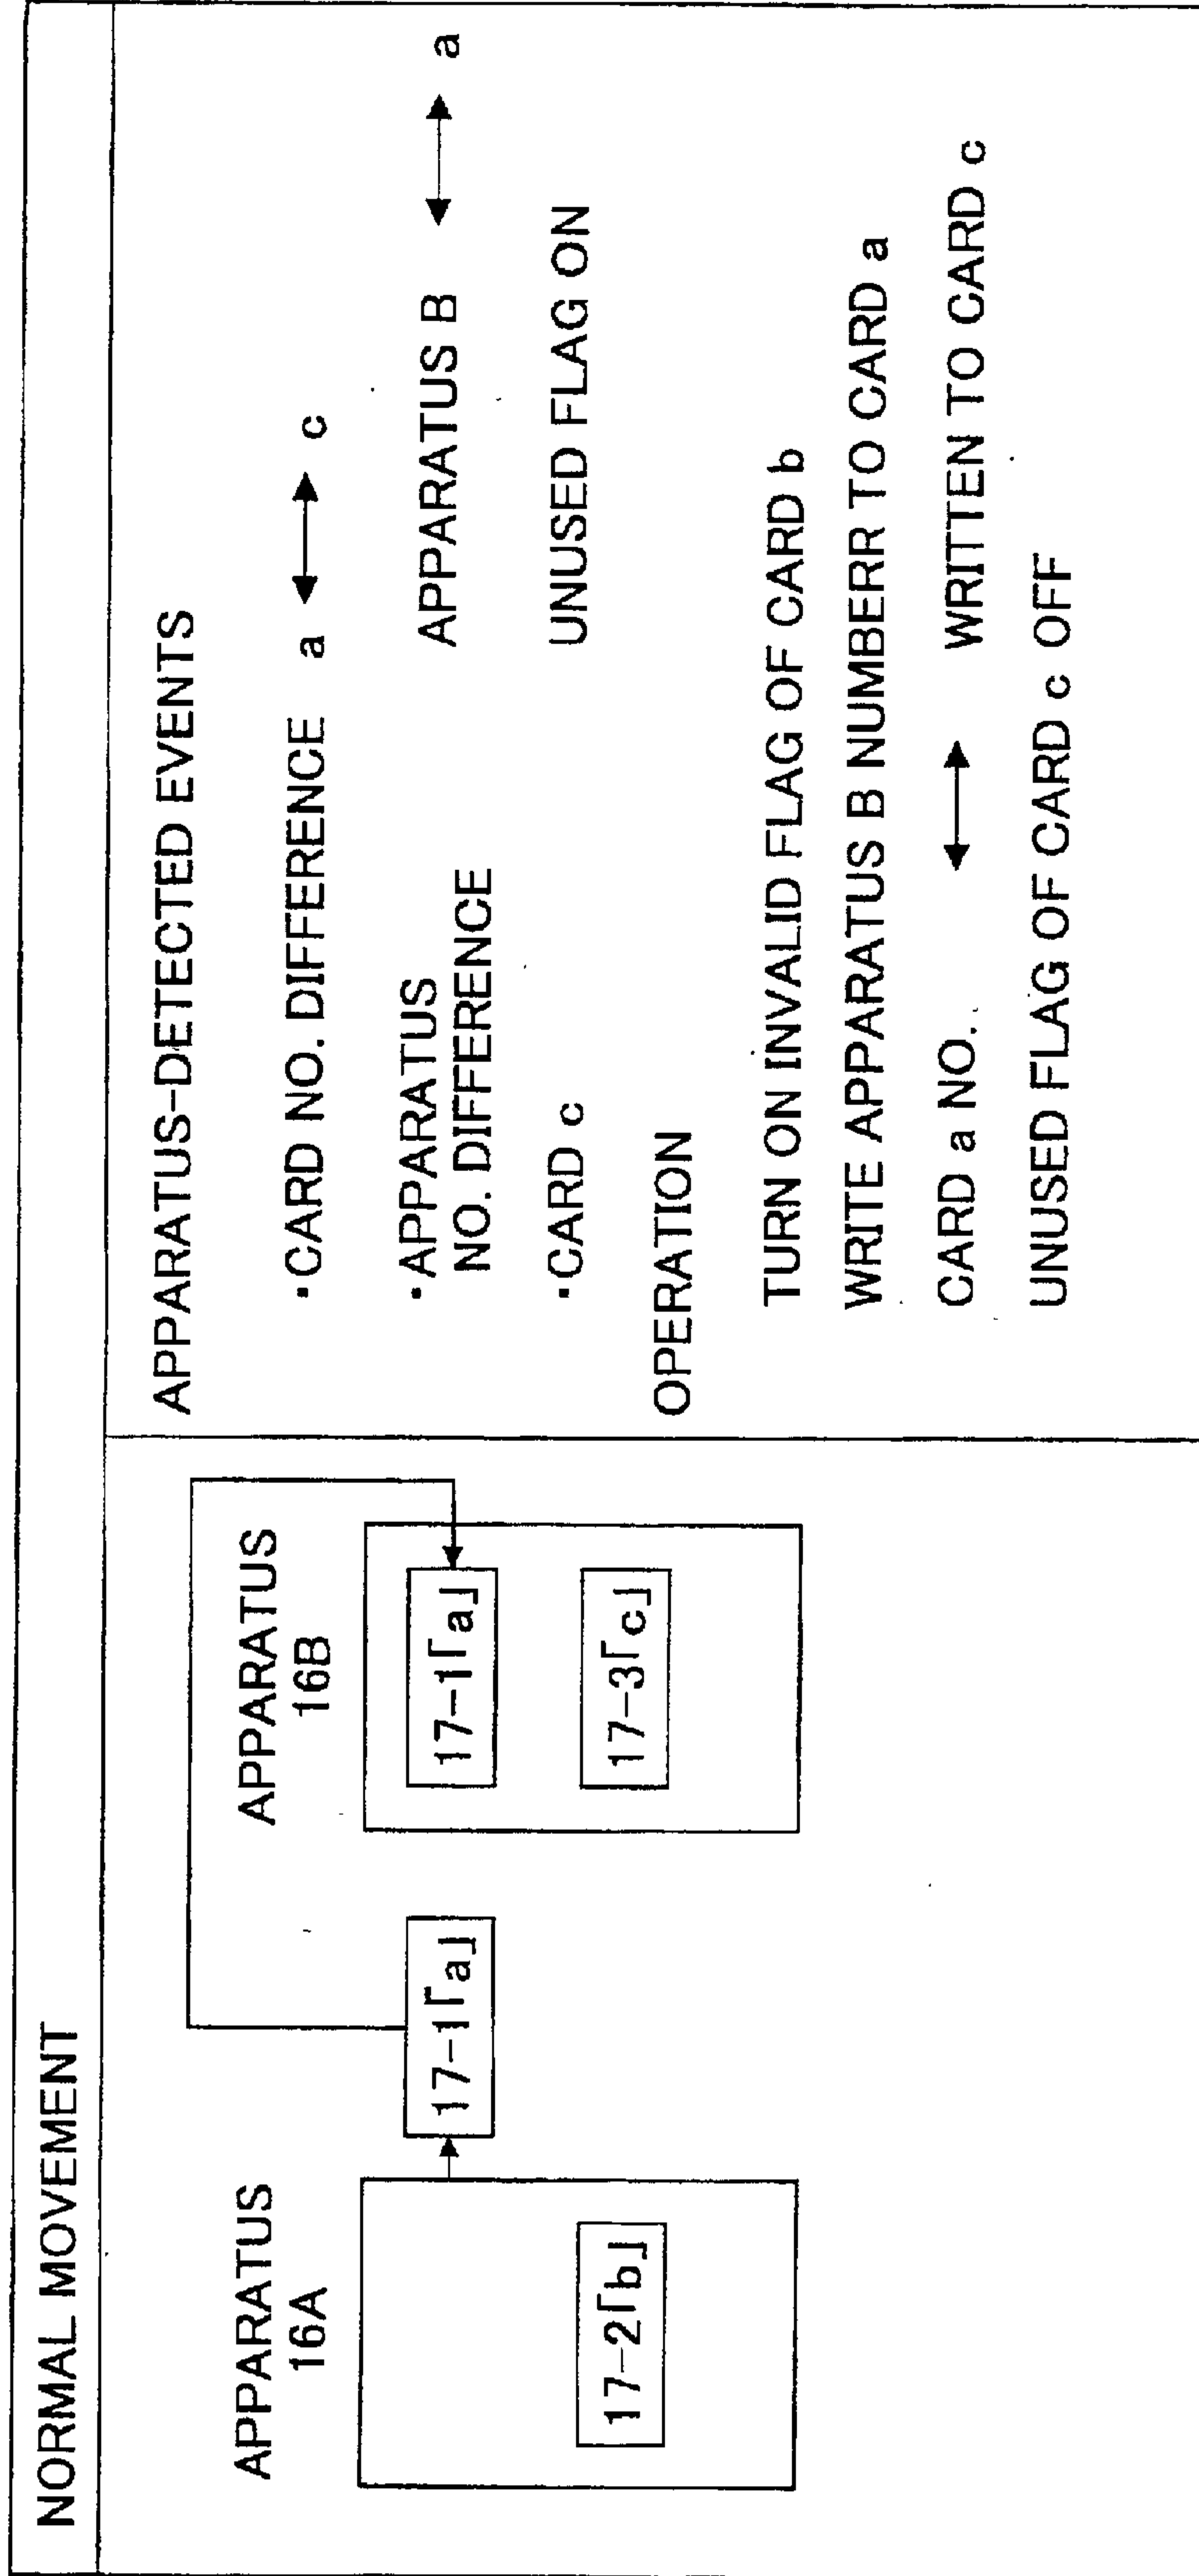 NORMAL MOVEMENT
APPARATUS
16A
17-2「b」
17-1「a」
APPARATUS
16B
17-1「a」
17-3「c」
APPARATUS-DETECTED EVENTS
・CARD NO. DIFFERENCE a ↔ c
・APPARATUS
NO. DIFFERENCE APPARATUS B ↔ a
・CARD c UNUSED FLAG ON
OPERATION
TURN ON INVALID FLAG OF CARD b
WRITE APPARATUS B NUMBERR TO CARD a
CARD a NO. ↔ WRITTEN TO CARD c
UNUSED FLAG OF CARD c OFF